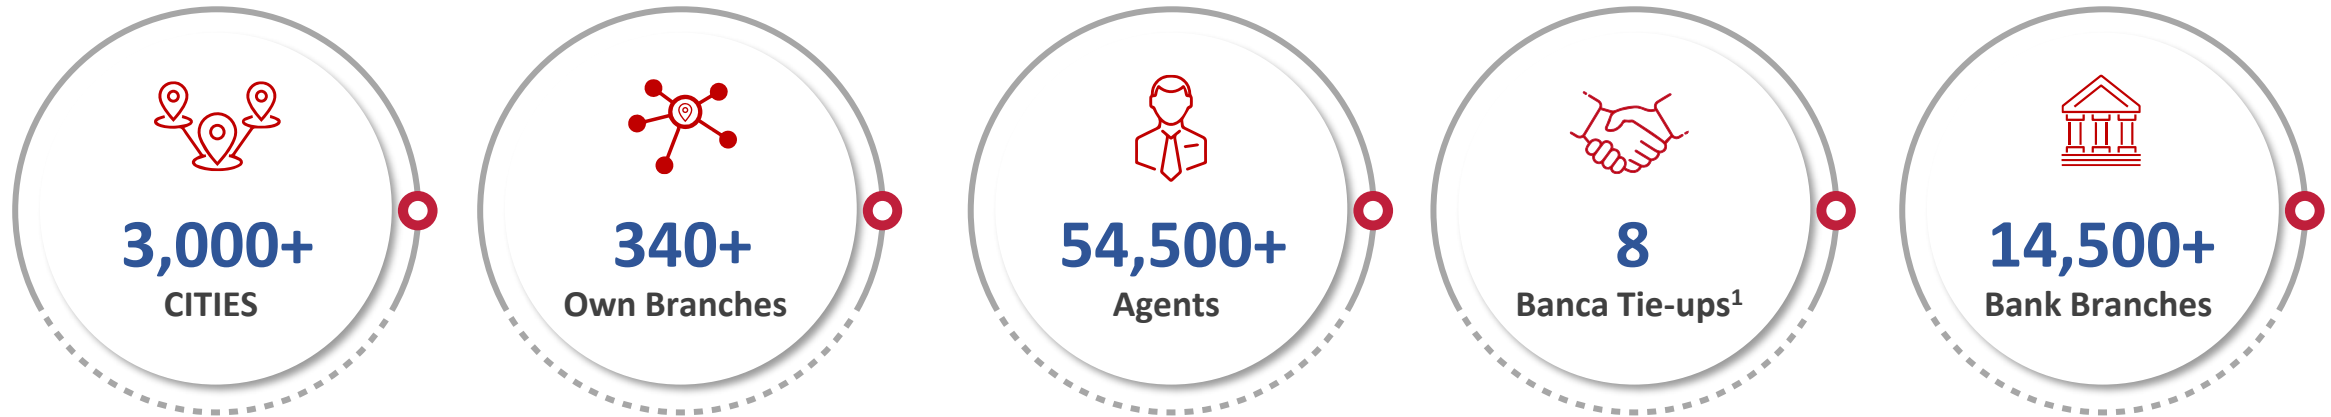 3,000+
CITIES
340+
Own Branches
54,500+
Agents
8
Banca Tie-ups¹
14,500+
Bank Branches